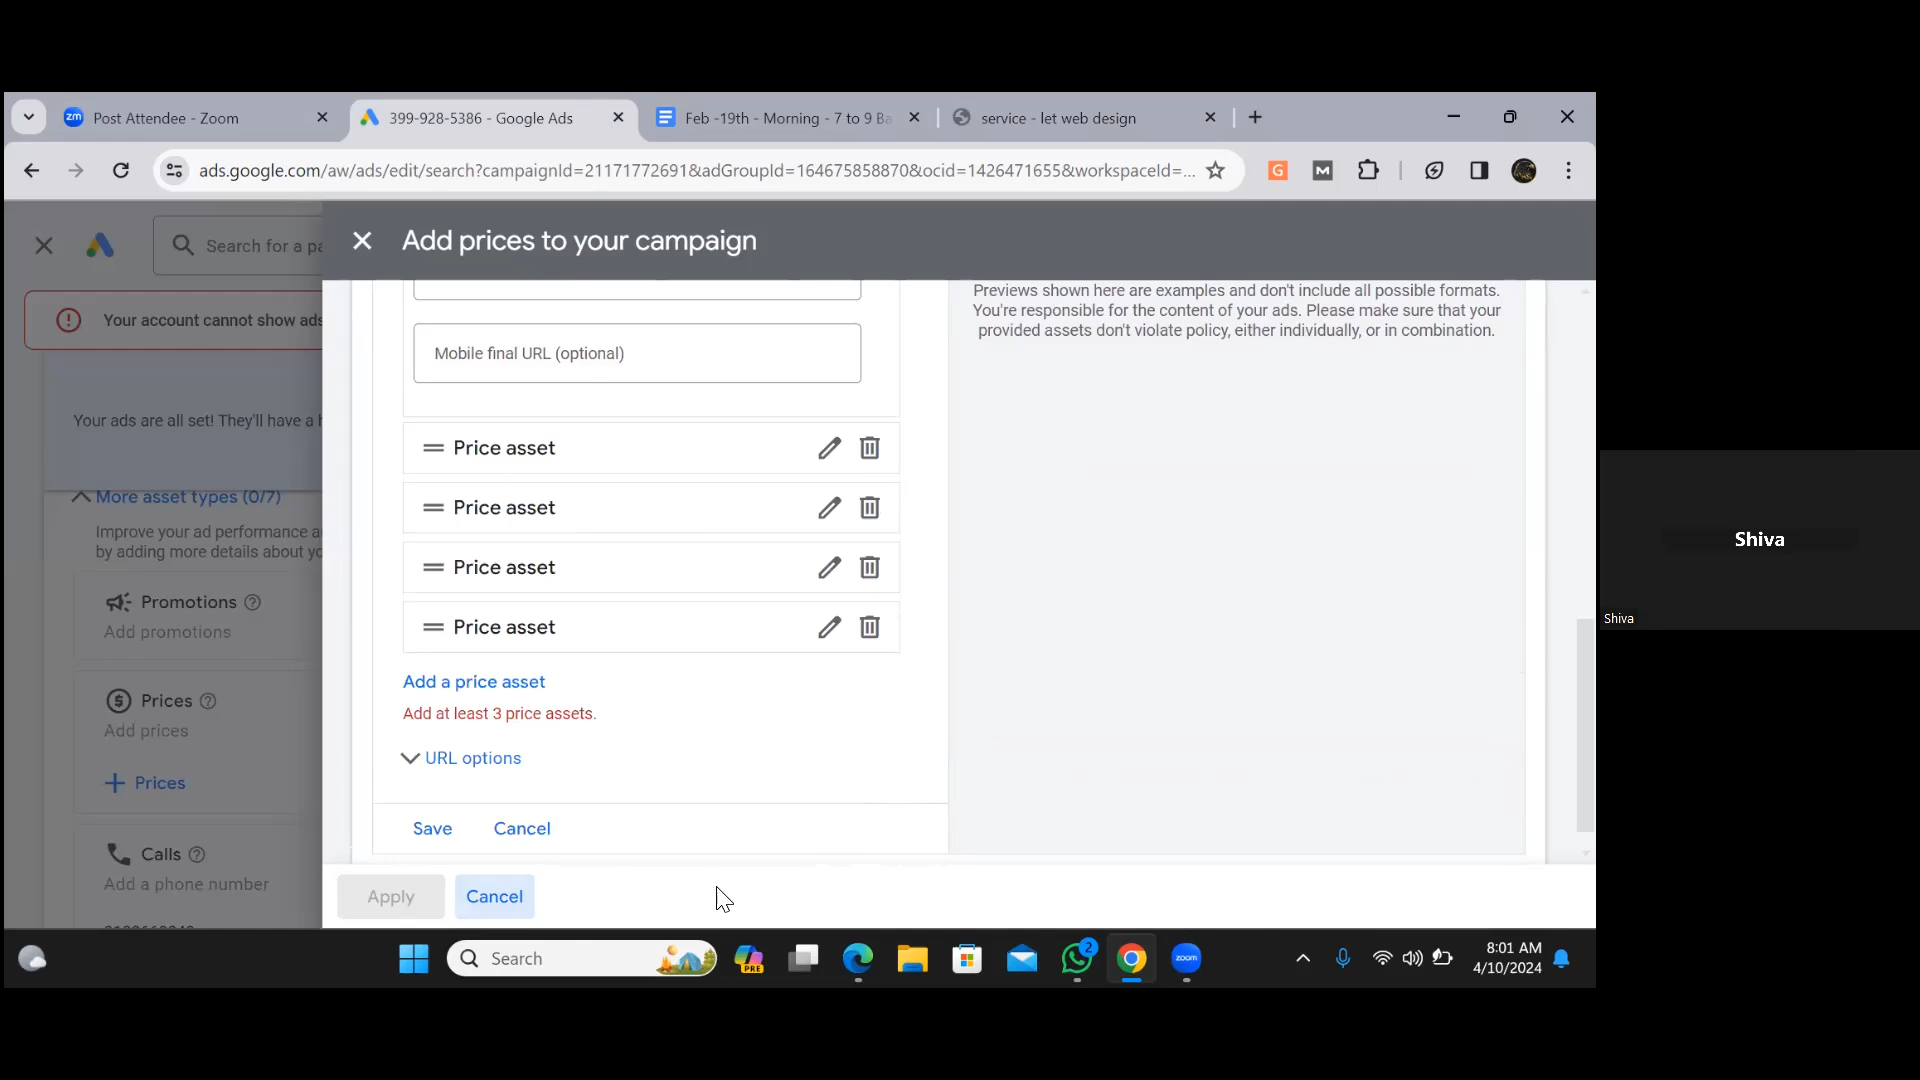 zm Post Attendee - Zoom
399-928-5386 - Google Ads
Feb -19th - Morning - 7 to 9 Ba
service - let web design
ads.google.com/aw/ads/edit/search?campaignId=21171772691&adGroupId=164675858870&ocid=1426471655&workspaceId=...
G
M
Search for a pa
Add prices to your campaign
Your account cannot show ads
Previews shown here are examples and don't include all possible formats.
You're responsible for the content of your ads. Please make sure that your
provided assets don't violate policy, either individually, or in combination.
Mobile final URL (optional)
Your ads are all set! They'll have a h
Price asset
More asset types (0/7)
Price asset
Improve your ad performance a
by adding more details about yo
Price asset
Promotions
Add promotions
Price asset
Add a price asset
Prices
Add prices
Add at least 3 price assets.
URL options
Prices
Save Cancel
Calls
Add a phone number
Apply Cancel
Search
PRE
2
zoom
8:01 AM
4/10/2024
Shiva
Shiva